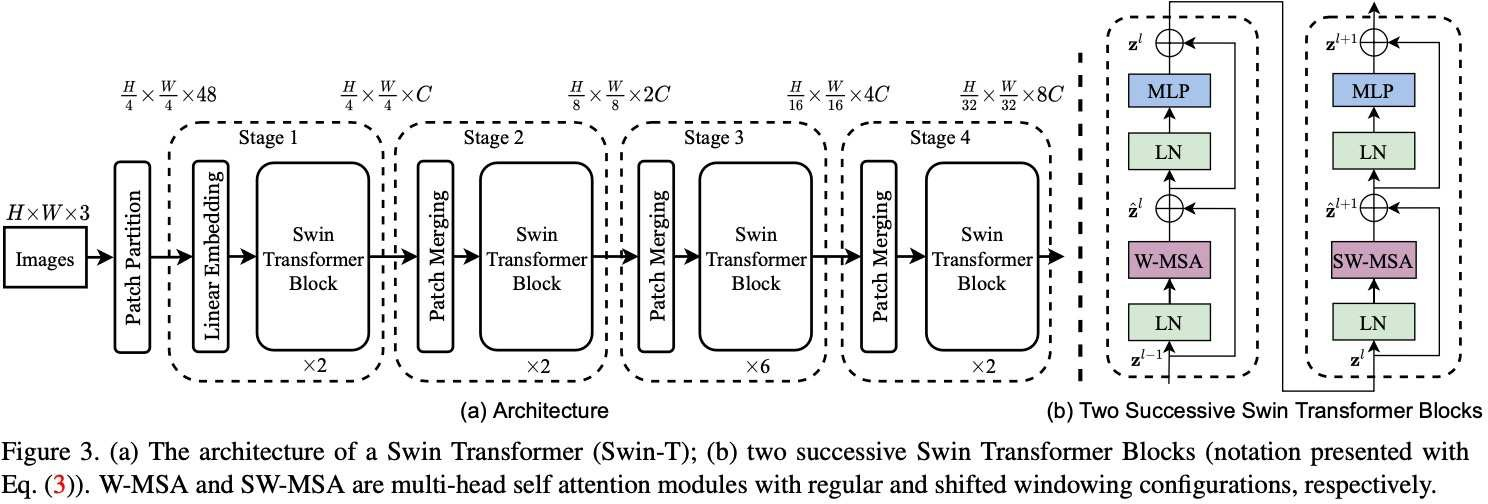 H/4 × W/4 × 48
H/4 × W/4 × C
H/8 × W/8 × 2C
H/16 × W/16 × 4C
H/32 × W/32 × 8C
H×W×3
Images
Patch Partition
Stage 1
Linear Embedding
Swin
Transformer
Block
×2
Stage 2
Patch Merging
Swin
Transformer
Block
×2
Stage 3
Patch Merging
Swin
Transformer
Block
×6
Stage 4
Patch Merging
Swin
Transformer
Block
×2
(a) Architecture
z^l
MLP
LN
ẑ^l
W-MSA
LN
z^{l−1}
z^{l+1}
MLP
LN
ẑ^{l+1}
SW-MSA
LN
z^l
(b) Two Successive Swin Transformer Blocks
Figure 3. (a) The architecture of a Swin Transformer (Swin-T); (b) two successive Swin Transformer Blocks (notation presented with
Eq. (3)). W-MSA and SW-MSA are multi-head self attention modules with regular and shifted windowing configurations, respectively.